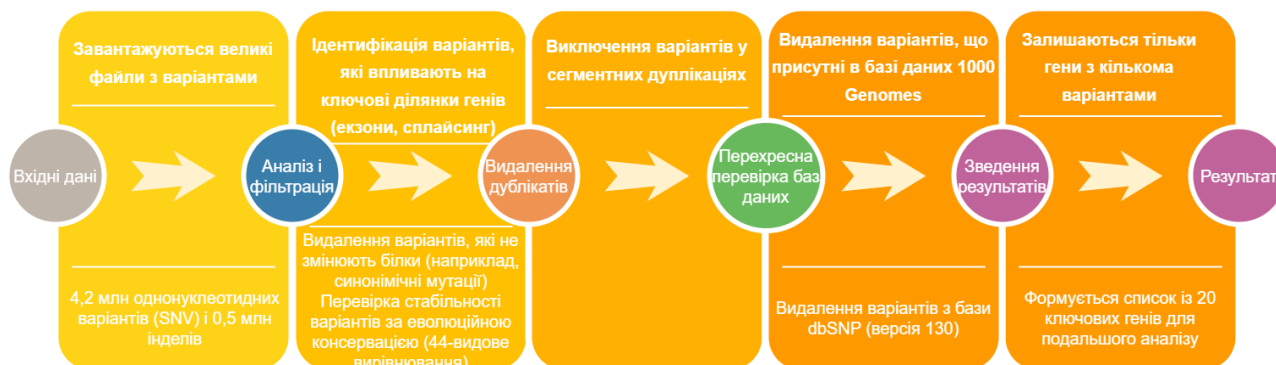 Завантажуються великі
файли з варіантами
Ідентифікація варіантів,
які впливають на
ключові ділянки генів
(екзони, сплайсинг)
Виключення варіантів у
сегментних дуплікаціях
Видалення варіантів, що
присутні в базі даних 1000
Genomes
Залишаються тільки
гени з кількома
варіантами
Вхідні дані
Аналіз і
фільтрація
Видалення
дублікатів
Перехресна
перевірка баз
даних
Зведення
результатів
Результат
4,2 млн однонуклеотидних
варіантів (SNV) і 0,5 млн
інделів
Видалення варіантів, які не
змінюють білки (наприклад,
синонімічні мутації)
Перевірка стабільності
варіантів за еволюційною
консервацією (44-видове
вирівнювання)
Видалення варіантів з бази
dbSNP (версія 130)
Формується список із 20
ключових генів для
подальшого аналізу